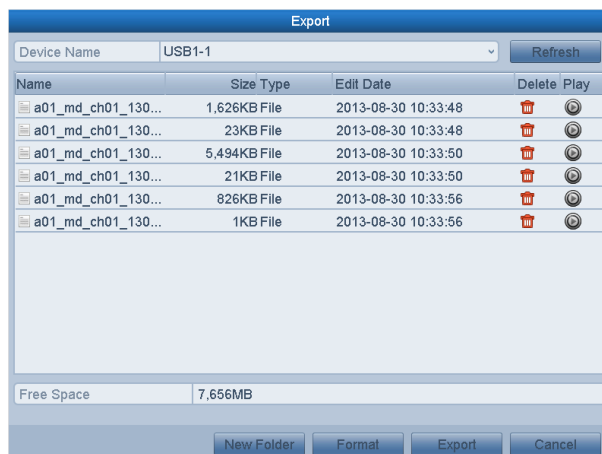 Export
Device Name USB1-1 Refresh
Name Size Type Edit Date Delete Play
a01_md_ch01_130... 1,626KB File 2013-08-30 10:33:48
a01_md_ch01_130... 23KB File 2013-08-30 10:33:48
a01_md_ch01_130... 5,494KB File 2013-08-30 10:33:50
a01_md_ch01_130... 21KB File 2013-08-30 10:33:50
a01_md_ch01_130... 826KB File 2013-08-30 10:33:56
a01_md_ch01_130... 1KB File 2013-08-30 10:33:56
Free Space 7,656MB
New Folder Format Export Cancel